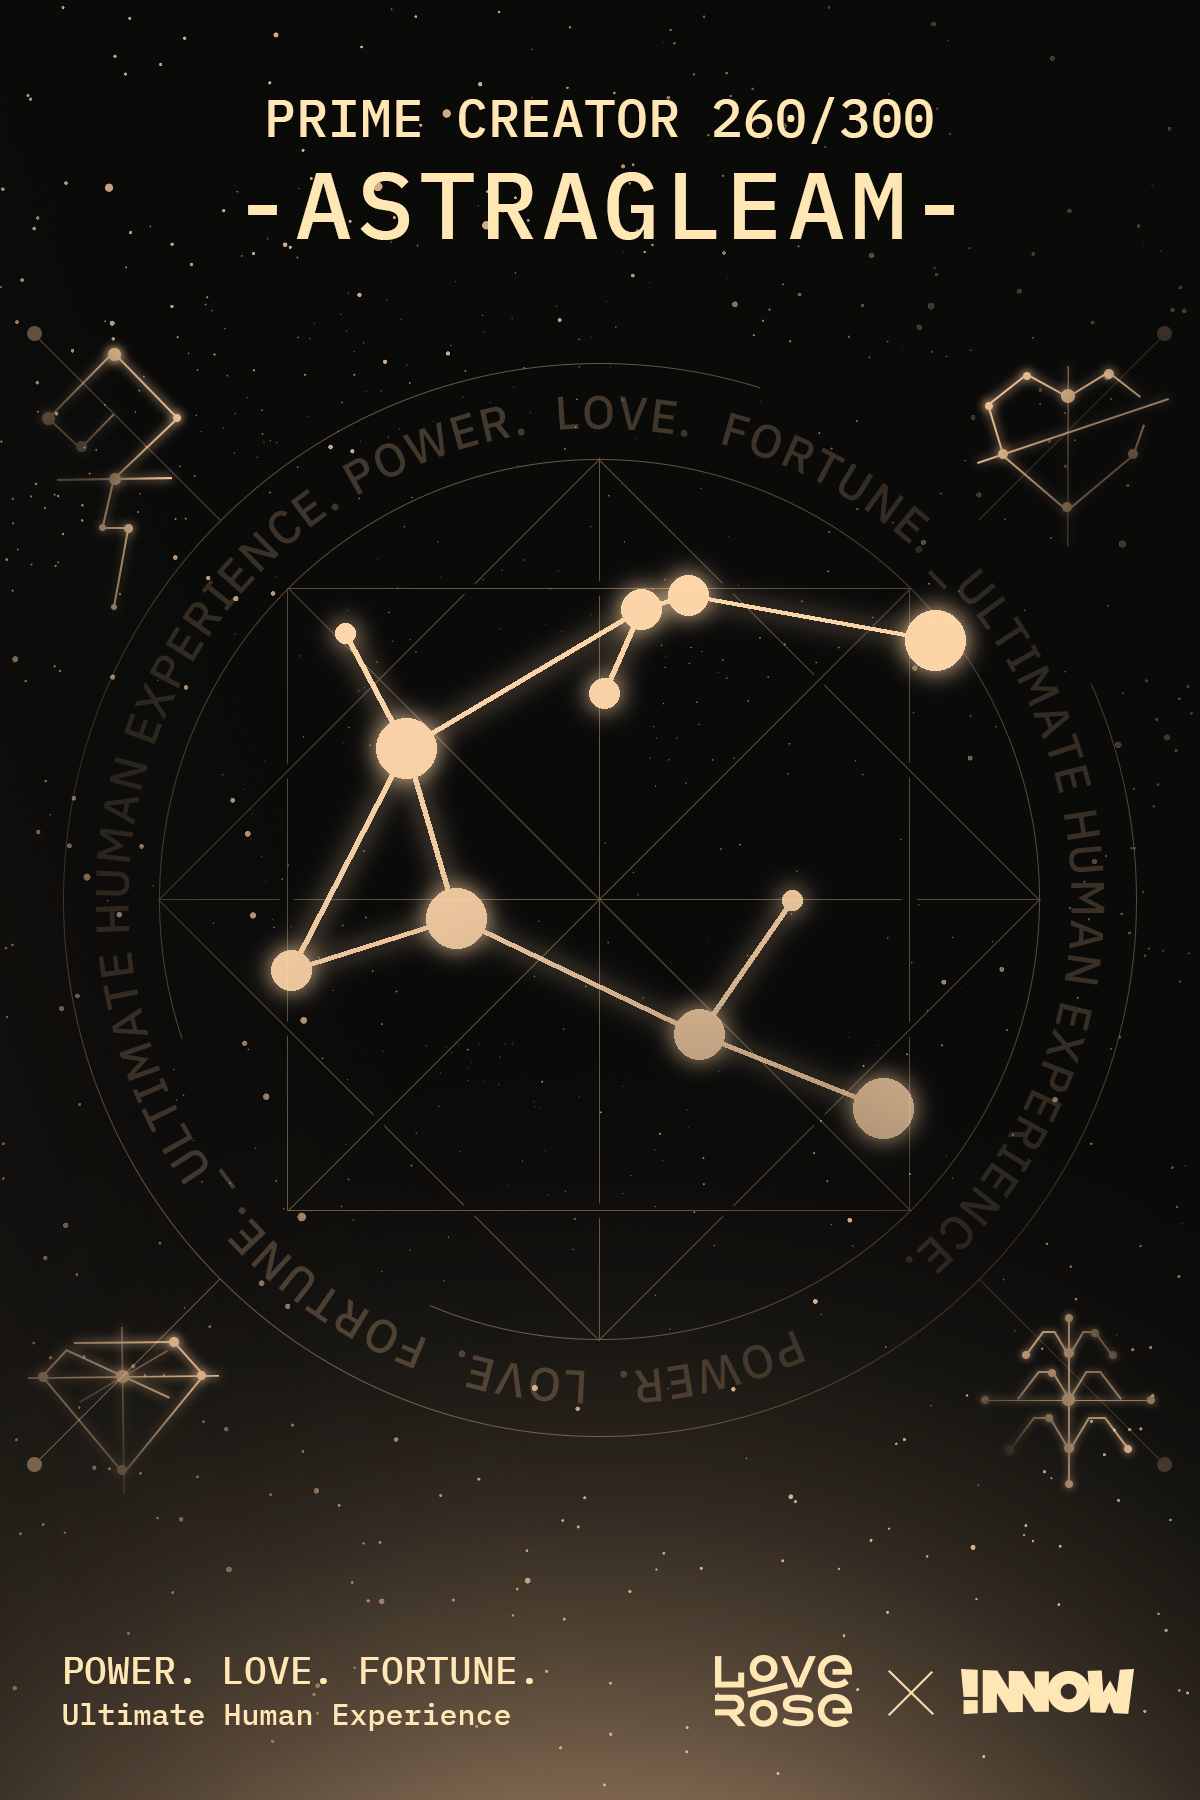 PRIME CREATOR 260/300
-ASTRAGLEAM-
ULTIMATE HUMAN EXPERIENCE. POWER. LOVE. FORTUNE. – ULTIMATE HUMAN EXPERIENCE.
POWER. LOVE. FORTUNE. –
POWER. LOVE. FORTUNE.
Ultimate Human Experience
LOVE
RoSe
!NNOW